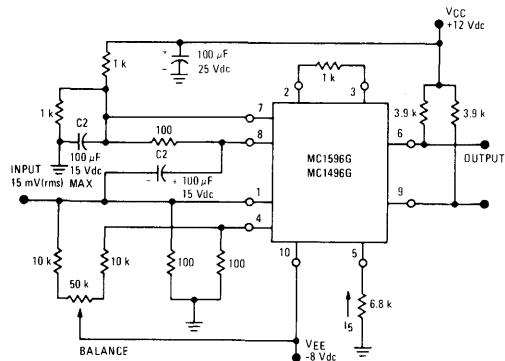 VCC
+12 Vdc
1 k
+
100 µF
25 Vdc
−
1 k
2
3
1 k
3.9 k
3.9 k
C2
100 µF
15 Vdc
7
100
8
6
OUTPUT
MC1596G
MC1496G
C2
− + 100 µF
15 Vdc
INPUT
15 mV(rms) MAX
1
9
4
10
5
10 k
10 k
100
100
50 k
I5
6.8 k
BALANCE
VEE
-8 Vdc